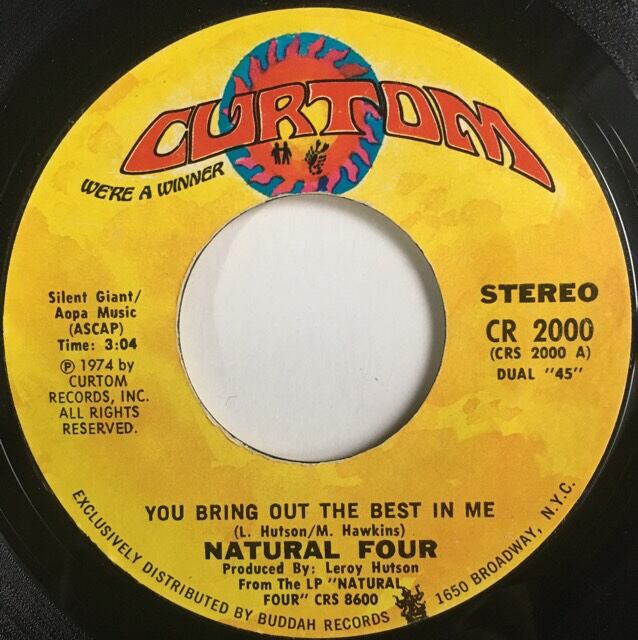 CURTOM
WE'RE A WINNER
Silent Giant/
Aopa Music
(ASCAP)
Time: 3:04
℗ 1974 by
CURTOM
RECORDS, INC.
ALL RIGHTS
RESERVED.
STEREO
CR 2000
(CRS 2000 A)
DUAL "45"
YOU BRING OUT THE BEST IN ME
(L. Hutson/M. Hawkins)
NATURAL FOUR
Produced By: Leroy Hutson
From The LP "NATURAL
FOUR" CRS 8600
EXCLUSIVELY DISTRIBUTED BY BUDDAH RECORDS 1650 BROADWAY, N.Y.C.